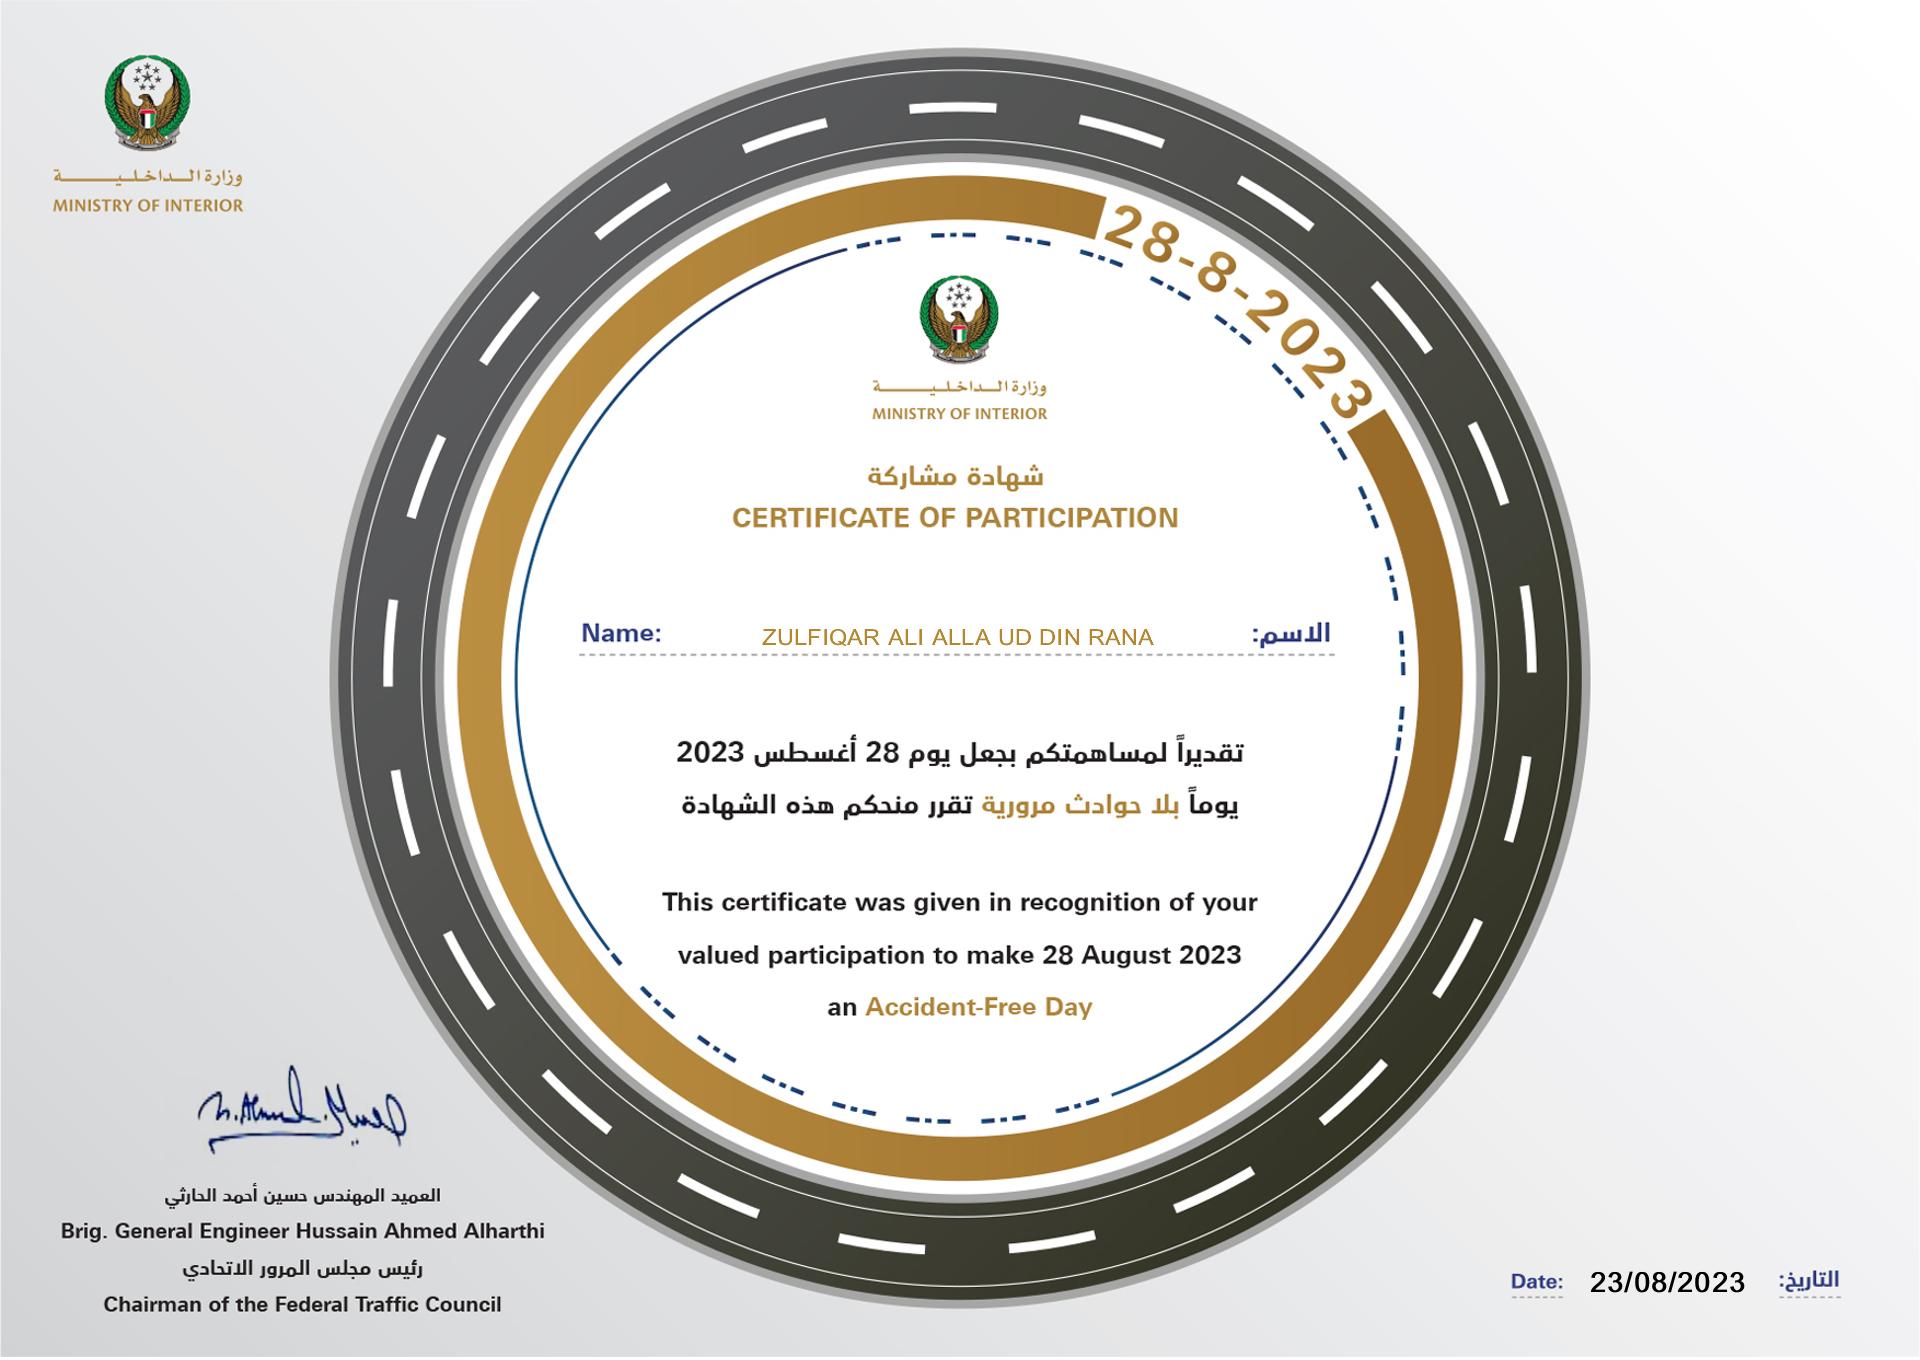 وزارة الـداخلـيـــــــــة
MINISTRY OF INTERIOR
28-8-2023
وزارة الـداخلـيـــــــــة
MINISTRY OF INTERIOR
شهادة مشاركة
CERTIFICATE OF PARTICIPATION
Name: ZULFIQAR ALI ALLA UD DIN RANA الاسم:
تقديراً لمساهمتكم بجعل يوم 28 أغسطس 2023
يوماً بلا حوادث مرورية تقرر منحكم هذه الشهادة
This certificate was given in recognition of your
valued participation to make 28 August 2023
an Accident-Free Day
العميد المهندس حسين أحمد الحارثي
Brig. General Engineer Hussain Ahmed Alharthi
رئيس مجلس المرور الاتحادي
Chairman of the Federal Traffic Council
Date: 23/08/2023 التاريخ: